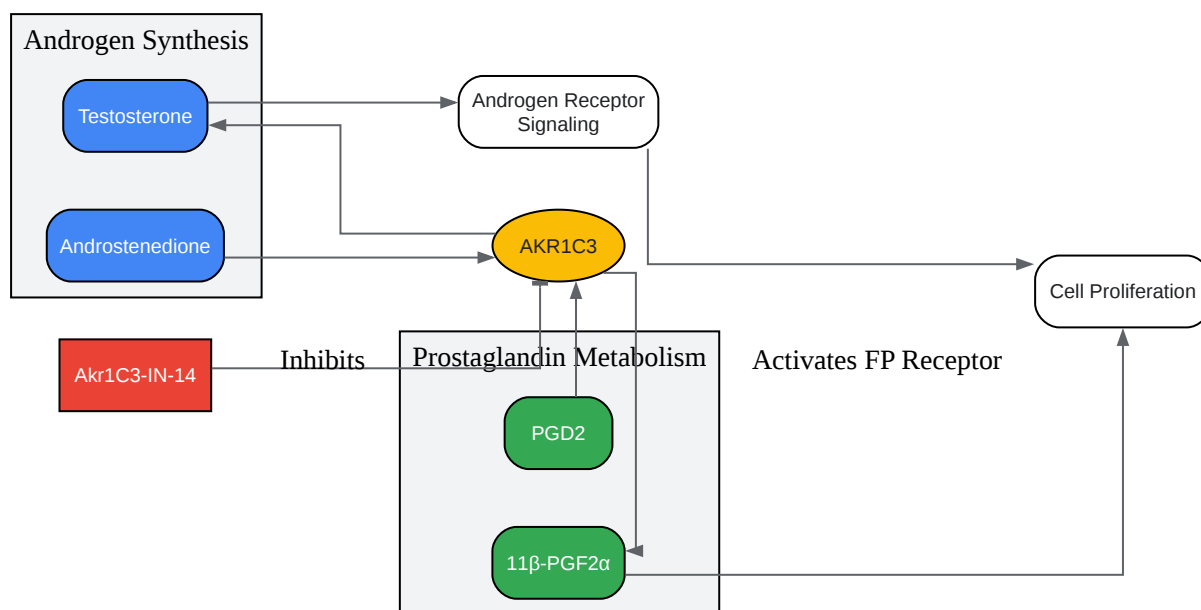 Androgen Synthesis
Testosterone
Androgen Receptor
Signaling
Androstenedione
AKR1C3
Cell Proliferation
Akr1C3-IN-14
Inhibits
Prostaglandin Metabolism
Activates FP Receptor
PGD2
11β-PGF2α